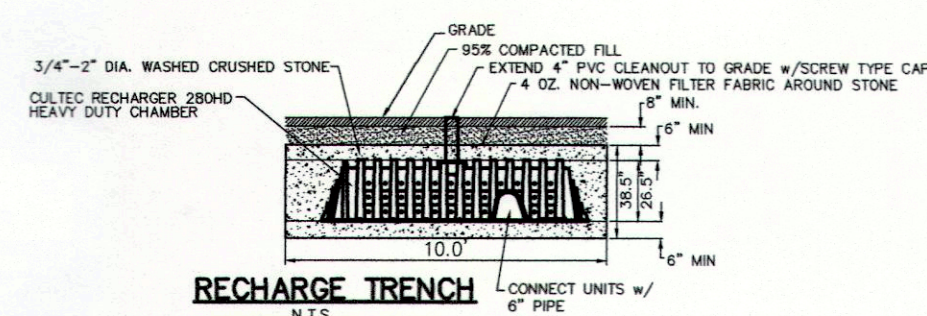 GRADE
95% COMPACTED FILL
3/4"-2" DIA. WASHED CRUSHED STONE
EXTEND 4" PVC CLEANOUT TO GRADE w/SCREW TYPE CAP
4 OZ. NON-WOVEN FILTER FABRIC AROUND STONE
CULTEC RECHARGER 280HD
HEAVY DUTY CHAMBER
8" MIN.
6" MIN
38.5"
26.5"
10.0'
6" MIN
RECHARGE TRENCH
CONNECT UNITS w/
6" PIPE
N.T.S.